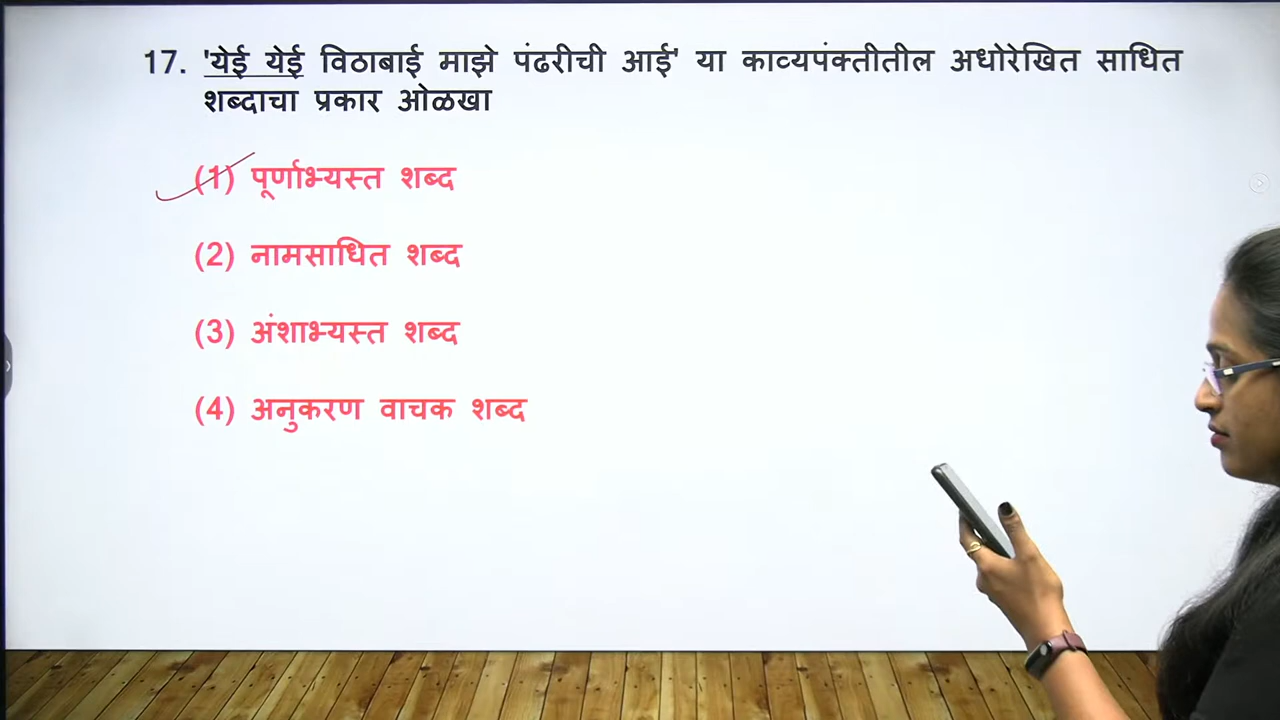 17. 'येई येई विठाबाई माझे पंढरीची आई' या काव्यपंक्तीतील अधोरेखित साधित
शब्दाचा प्रकार ओळखा
(1) पूर्णाभ्यस्त शब्द
(2) नामसाधित शब्द
(3) अंशाभ्यस्त शब्द
(4) अनुकरण वाचक शब्द